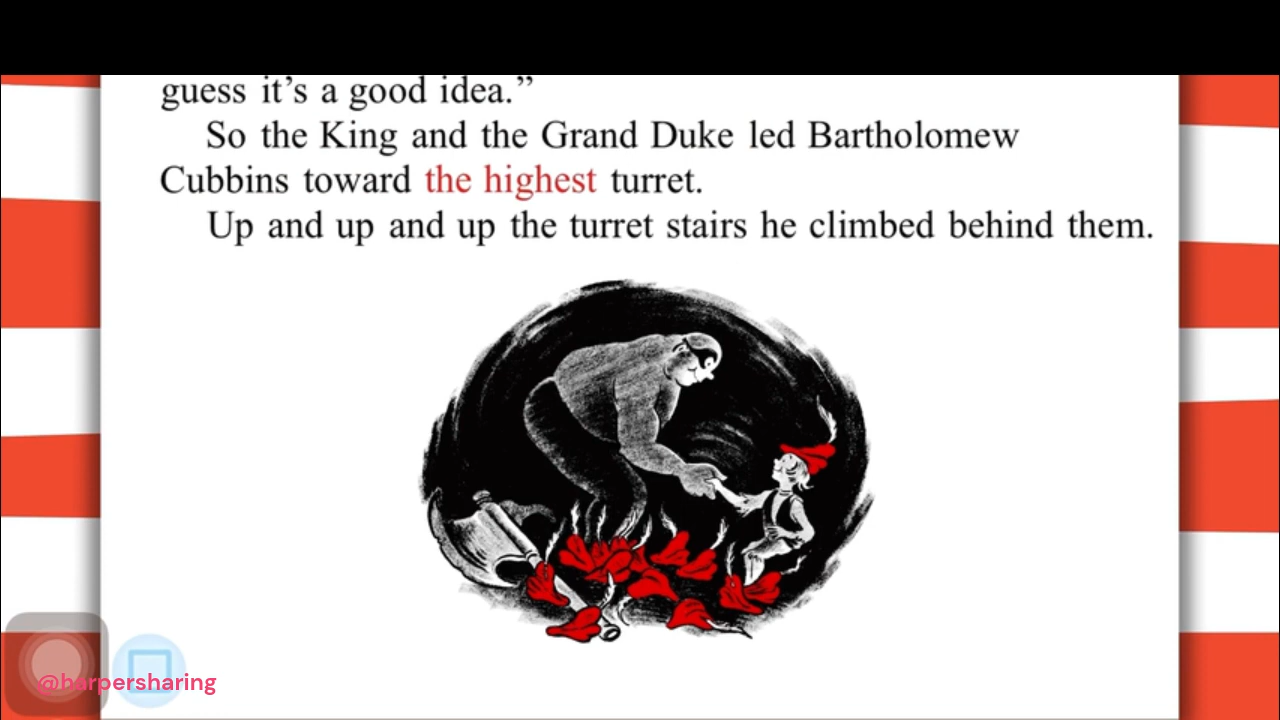 guess it’s a good idea.”
So the King and the Grand Duke led Bartholomew
Cubbins toward the highest turret.
Up and up and up the turret stairs he climbed behind them.
@harpersharing